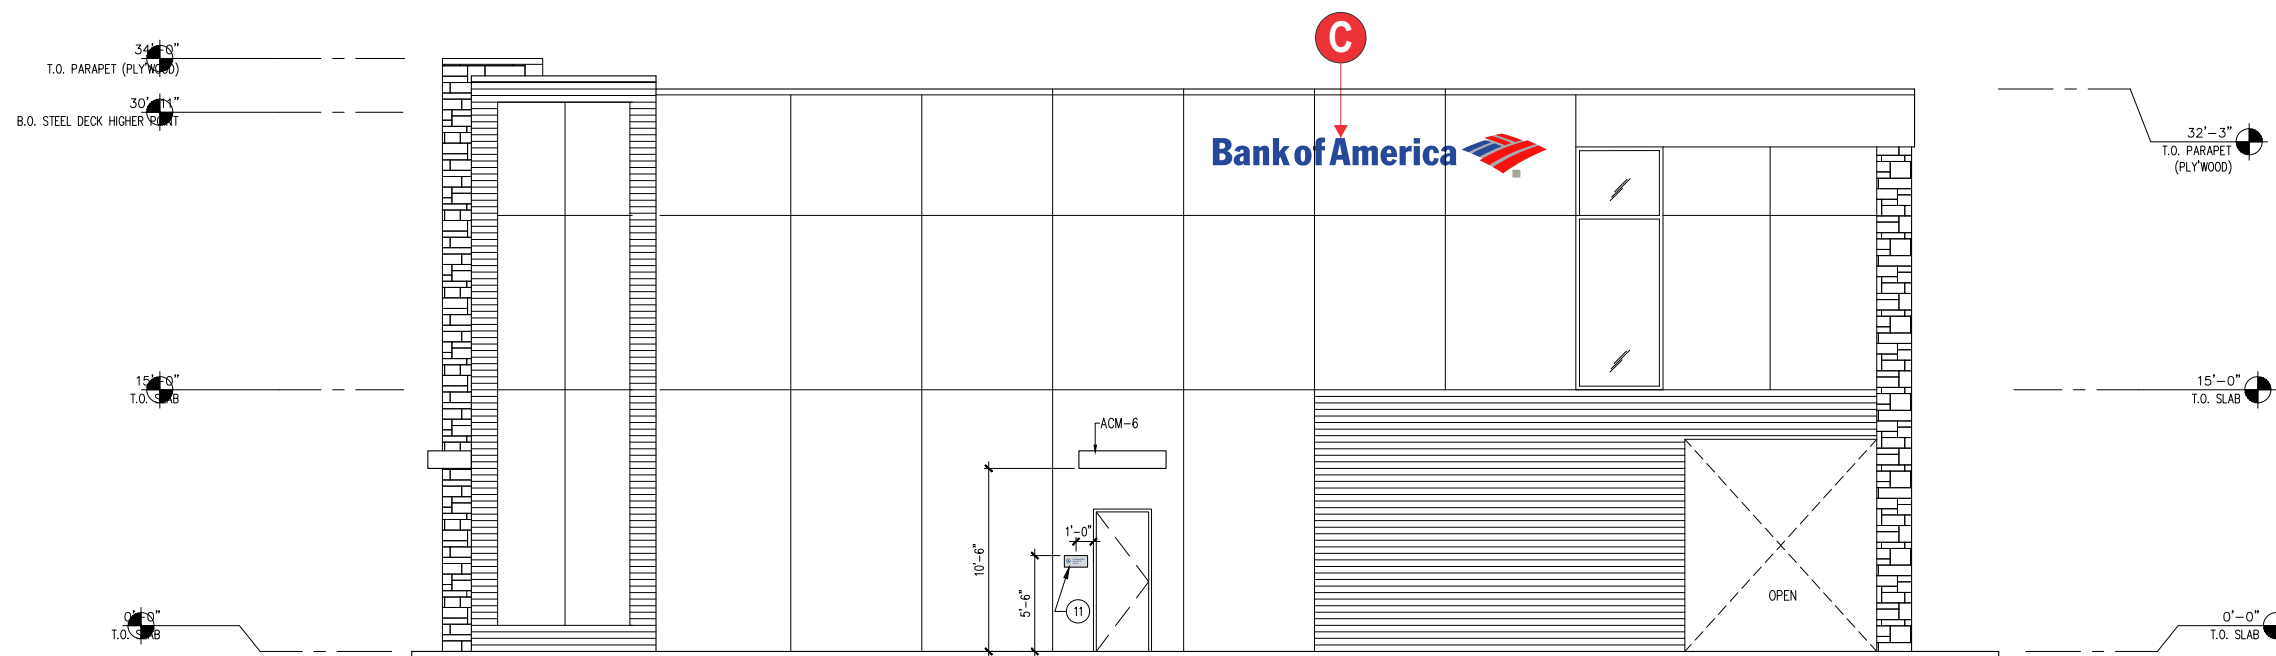 C
34'-0"
T.O. PARAPET (PLY'WOOD)
30'-11"
B.O. STEEL DECK HIGHER POINT
Bank of America
32'-3"
T.O. PARAPET
(PLY'WOOD)
15'-0"
T.O. SLAB
15'-0"
T.O. SLAB
ACM-6
1'-0"
10'-6"
5'-6"
11
OPEN
0'-0"
T.O. SLAB
0'-0"
T.O. SLAB